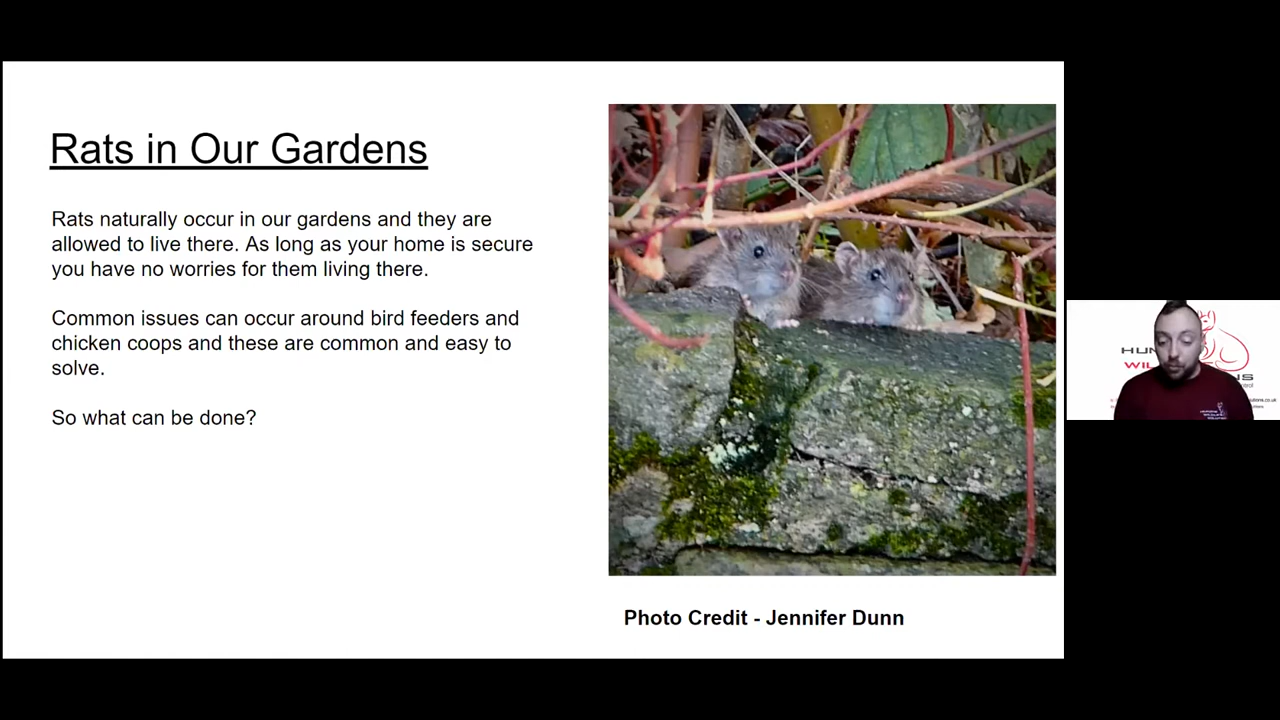 Rats in Our Gardens
Rats naturally occur in our gardens and they are
allowed to live there. As long as your home is secure
you have no worries for them living there.
Common issues can occur around bird feeders and
chicken coops and these are common and easy to
solve.
So what can be done?
Photo Credit - Jennifer Dunn